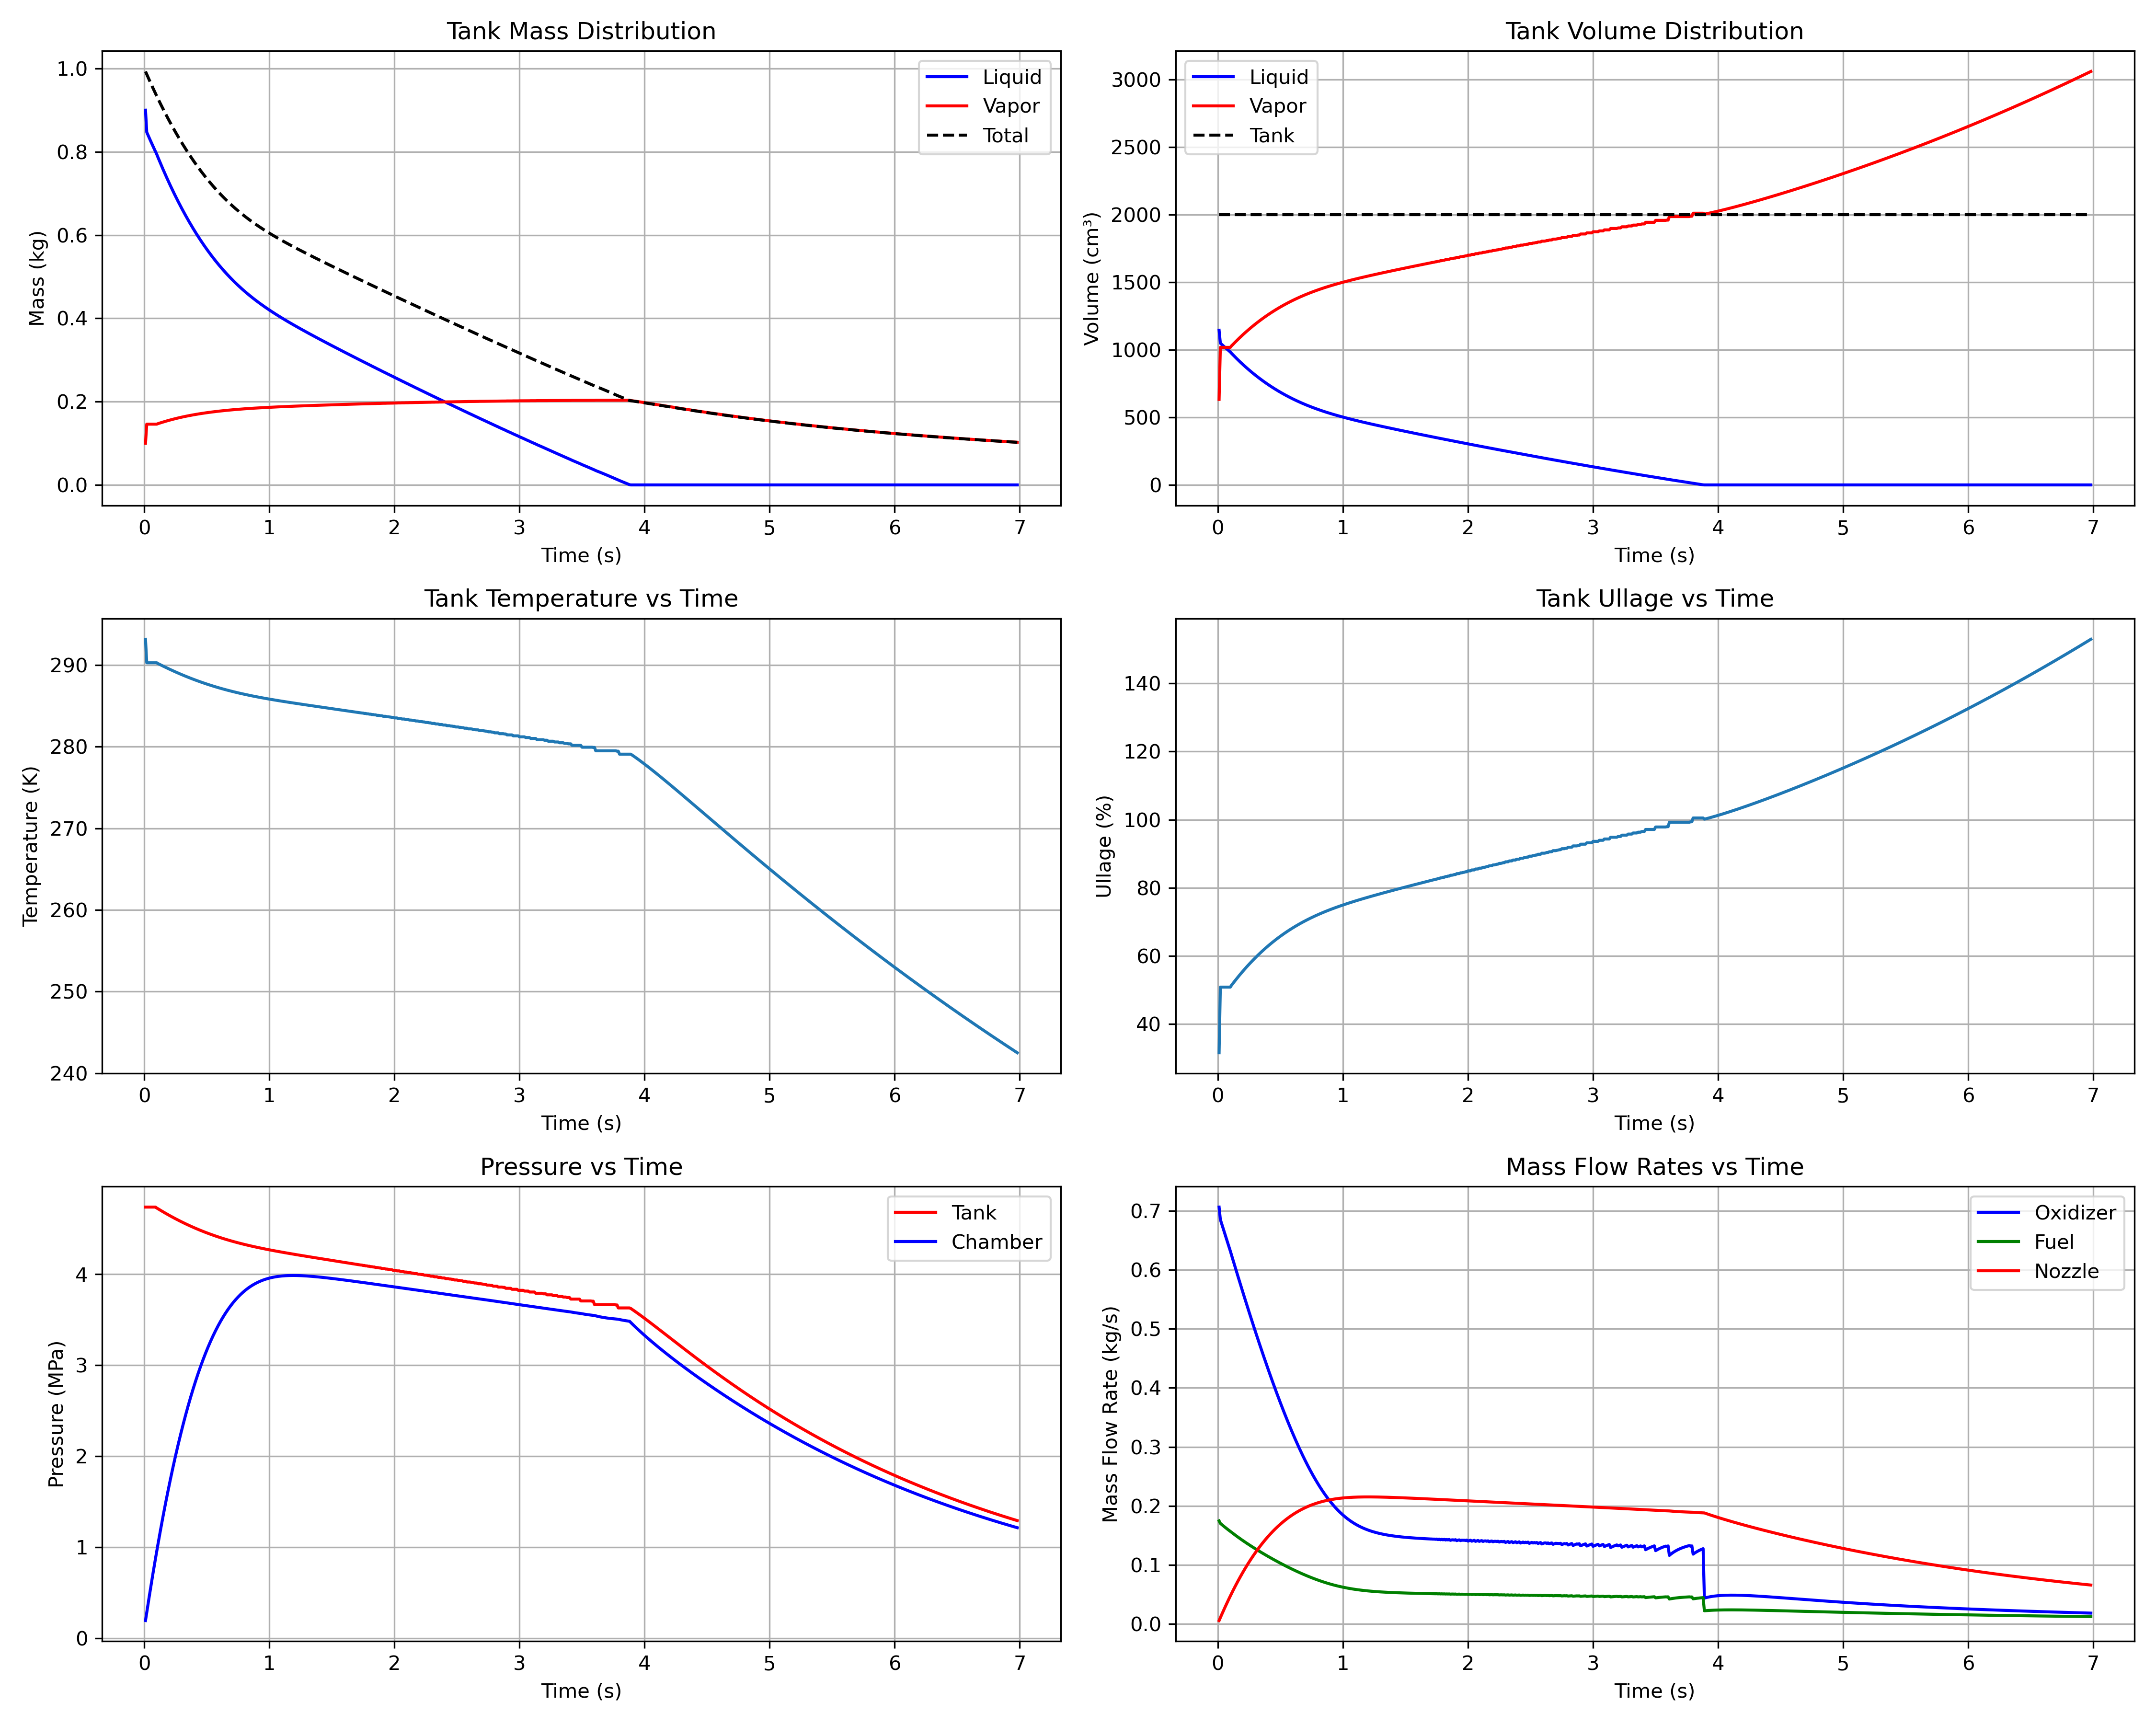 Tank Mass Distribution
Mass (kg)
1.0
0.8
0.6
0.4
0.2
0.0
Liquid
Vapor
Total
0 1 2 3 4 5 6 7
Time (s)
Tank Volume Distribution
Volume (cm³)
3000
2500
2000
1500
1000
500
0
Liquid
Vapor
Tank
0 1 2 3 4 5 6 7
Time (s)
Tank Temperature vs Time
Temperature (K)
290
280
270
260
250
240
0 1 2 3 4 5 6 7
Time (s)
Tank Ullage vs Time
Ullage (%)
140
120
100
80
60
40
0 1 2 3 4 5 6 7
Time (s)
Pressure vs Time
Pressure (MPa)
4
3
2
1
0
Tank
Chamber
0 1 2 3 4 5 6 7
Time (s)
Mass Flow Rates vs Time
Mass Flow Rate (kg/s)
0.7
0.6
0.5
0.4
0.3
0.2
0.1
0.0
Oxidizer
Fuel
Nozzle
0 1 2 3 4 5 6 7
Time (s)